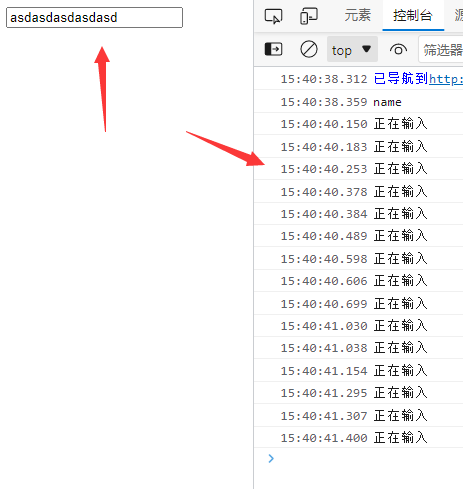 asdasdasdasdasd
元素
控制台
源
top
筛选器
15:40:38.312 已导航到http:
15:40:38.359 name
15:40:40.150 正在输入
15:40:40.183 正在输入
15:40:40.253 正在输入
15:40:40.378 正在输入
15:40:40.384 正在输入
15:40:40.489 正在输入
15:40:40.598 正在输入
15:40:40.606 正在输入
15:40:40.699 正在输入
15:40:41.030 正在输入
15:40:41.038 正在输入
15:40:41.154 正在输入
15:40:41.295 正在输入
15:40:41.307 正在输入
15:40:41.400 正在输入